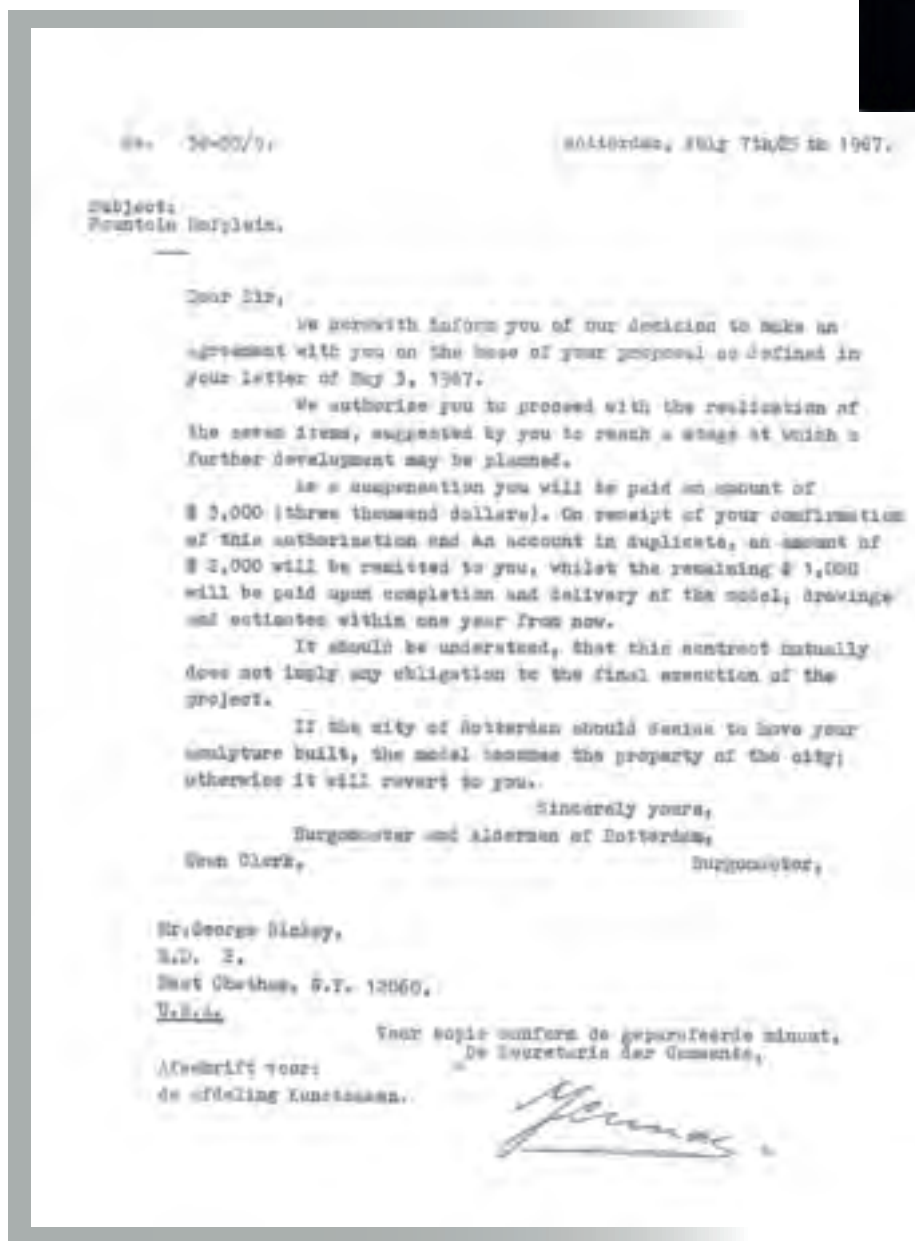 Rotterdam, July 7th/25 th 1967.
Subject:
Fountain Hofplein.
Dear Sir,
We herewith inform you of our decision to make an
agreement with you on the base of your proposal as defined in
your letter of May 3, 1967.
We authorise you to proceed with the realisation of
the seven items, suggested by you to reach a stage at which a
further development may be planned.
As a compensation you will be paid an amount of
$ 3,000 (three thousand dollars). On receipt of your confirmation
of this authorisation and an account in duplicate, an amount of
$ 2,000 will be remitted to you, whilst the remaining $ 1,000
will be paid upon completion and delivery of the model, drawings
and estimates within one year from now.
It should be understood, that this contract mutually
does not imply any obligation to the final execution of the
project.
If the city of Rotterdam should desire to have your
sculpture built, the model becomes the property of the city;
otherwise it will revert to you.
Sincerely yours,
Burgomaster and Aldermen of Rotterdam,
Town Clerk, Burgomaster,
Mr.George Rickey,
R.D. 2,
East Chatham, N.Y. 12060,
U.S.A.
Voor kopie conform de geparafeerde minuut,
De Secretaris der Gemeente,
Afschrift voor:
de afdeling Kunstzaken.